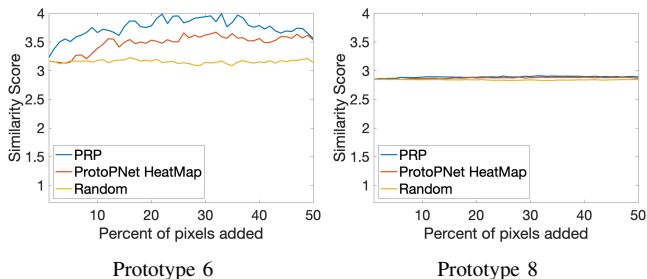 4
3.5
3
2.5
2
1.5
1
Similarity Score
PRP
ProtoPNet HeatMap
Random
10 20 30 40 50
Percent of pixels added
Prototype 6
4
3.5
3
2.5
2
1.5
1
Similarity Score
PRP
ProtoPNet HeatMap
Random
10 20 30 40 50
Percent of pixels added
Prototype 8